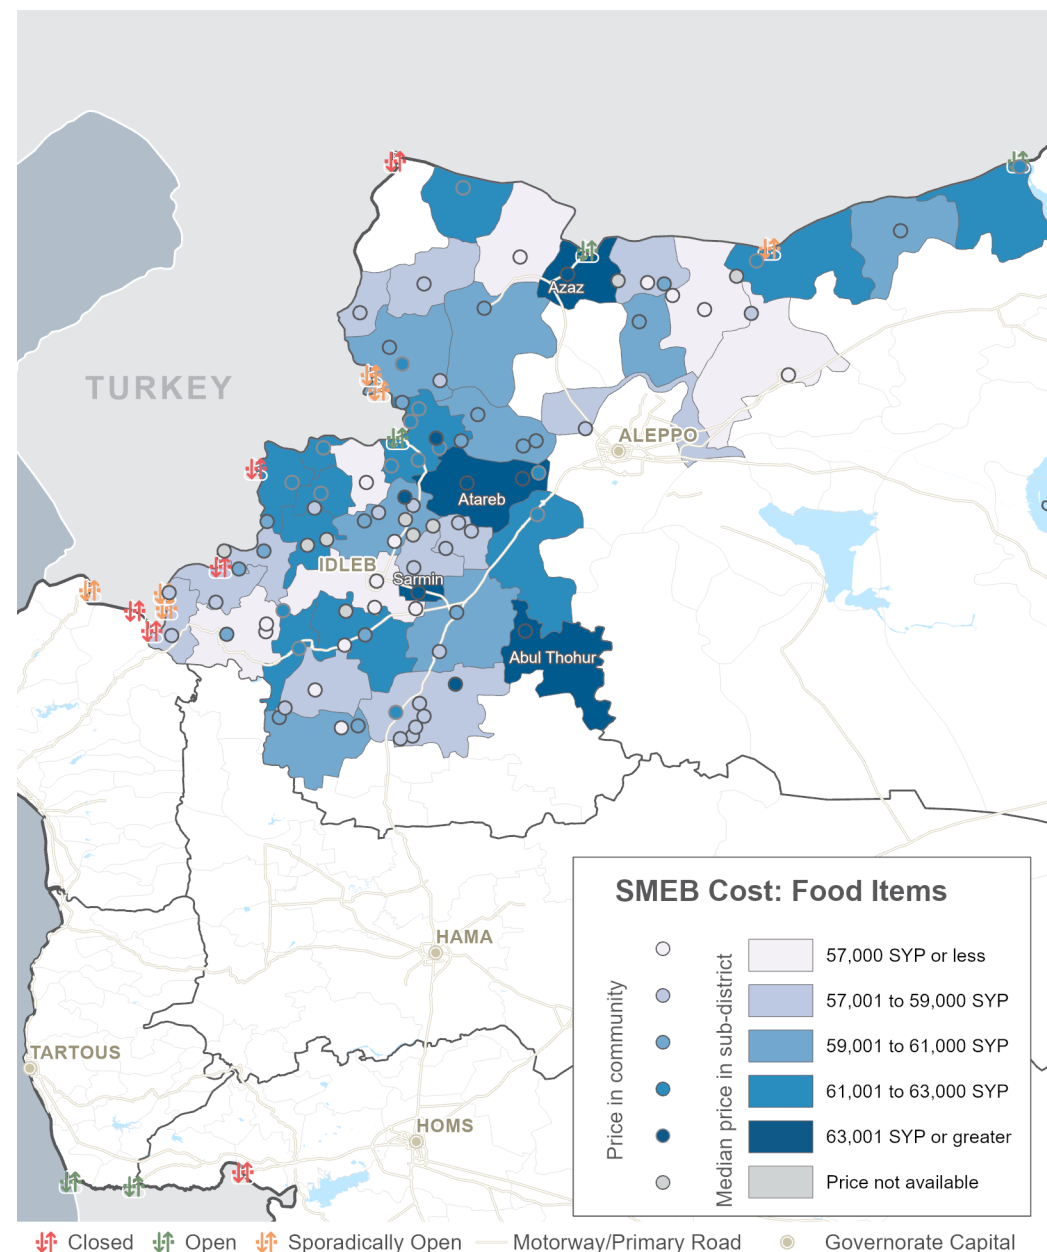 TURKEY
Azaz
ALEPPO
Atareb
IDLEB
Sarmin
Abul Thohur
HAMA
TARTOUS
HOMS
SMEB Cost: Food Items
Price in community
Median price in sub-district
57,000 SYP or less
57,001 to 59,000 SYP
59,001 to 61,000 SYP
61,001 to 63,000 SYP
63,001 SYP or greater
Price not available
Closed Open Sporadically Open Motorway/Primary Road Governorate Capital